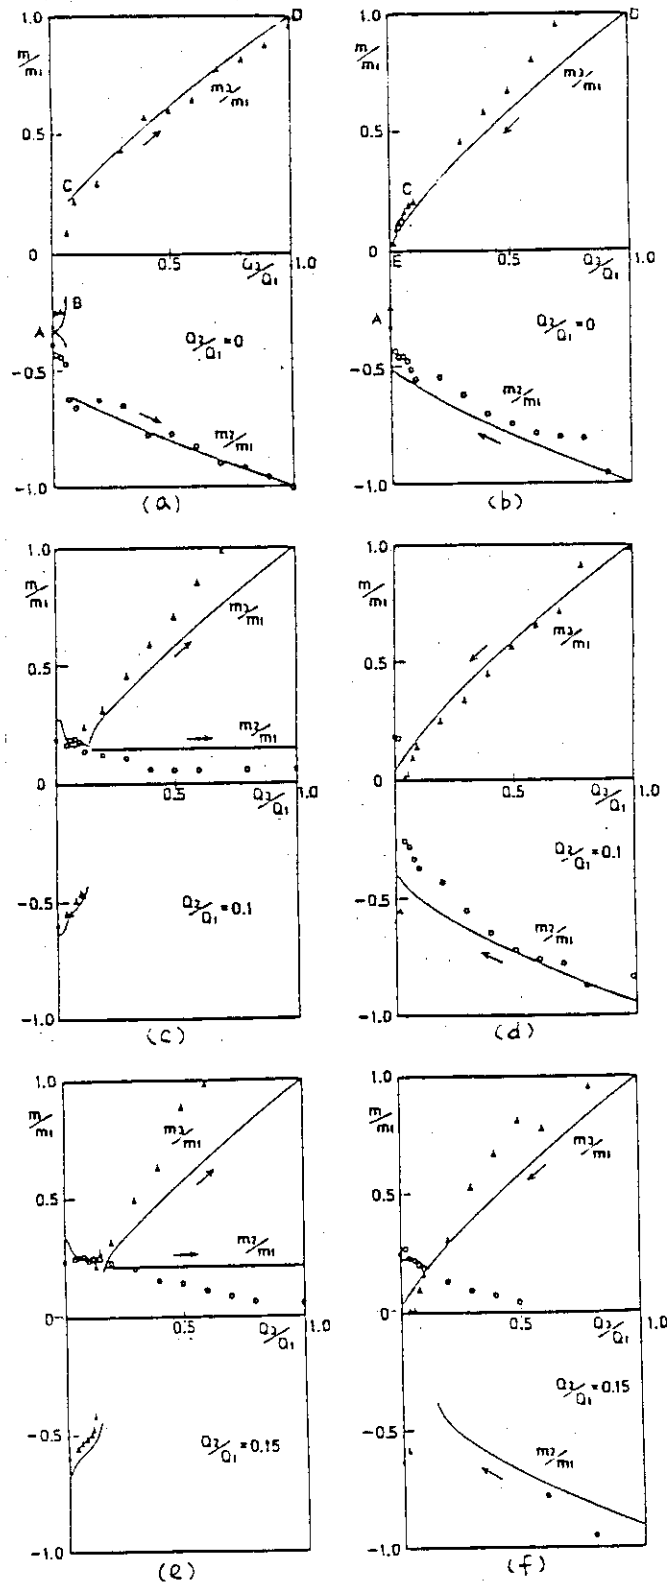 1.0
m/m1
D
m3/m1
0.5
C
0
0.5
Q3/Q1
1.0
B
A
Q2/Q1=0
-0.5
m2/m1
-1.0
(a)
1.0
m/m1
m3/m1
0.5
C
0
E
0.5
Q3/Q1
1.0
A
Q2/Q1=0
-0.5
m2/m1
-1.0
(b)
1.0
m/m1
m3/m1
0.5
m2/m1
0
0.5
Q3/Q1
1.0
-0.5
Q2/Q1=0.1
-1.0
(c)
1.0
m/m1
m3/m1
0.5
0
0.5
Q3/Q1
1.0
Q2/Q1=0.1
-0.5
m2/m1
-1.0
(d)
1.0
m/m1
m3/m1
0.5
m2/m1
0
0.5
Q3/Q1
1.0
-0.5
Q2/Q1=0.15
-1.0
(e)
1.0
m/m1
m3/m1
0.5
0
0.5
Q3/Q1
1.0
Q2/Q1=0.15
-0.5
m2/m1
-1.0
(f)